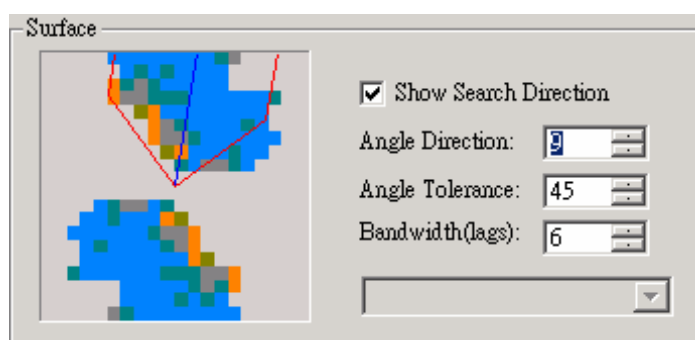 Surface
Show Search Direction
Angle Direction: 9
Angle Tolerance: 45
Bandwidth(lags): 6